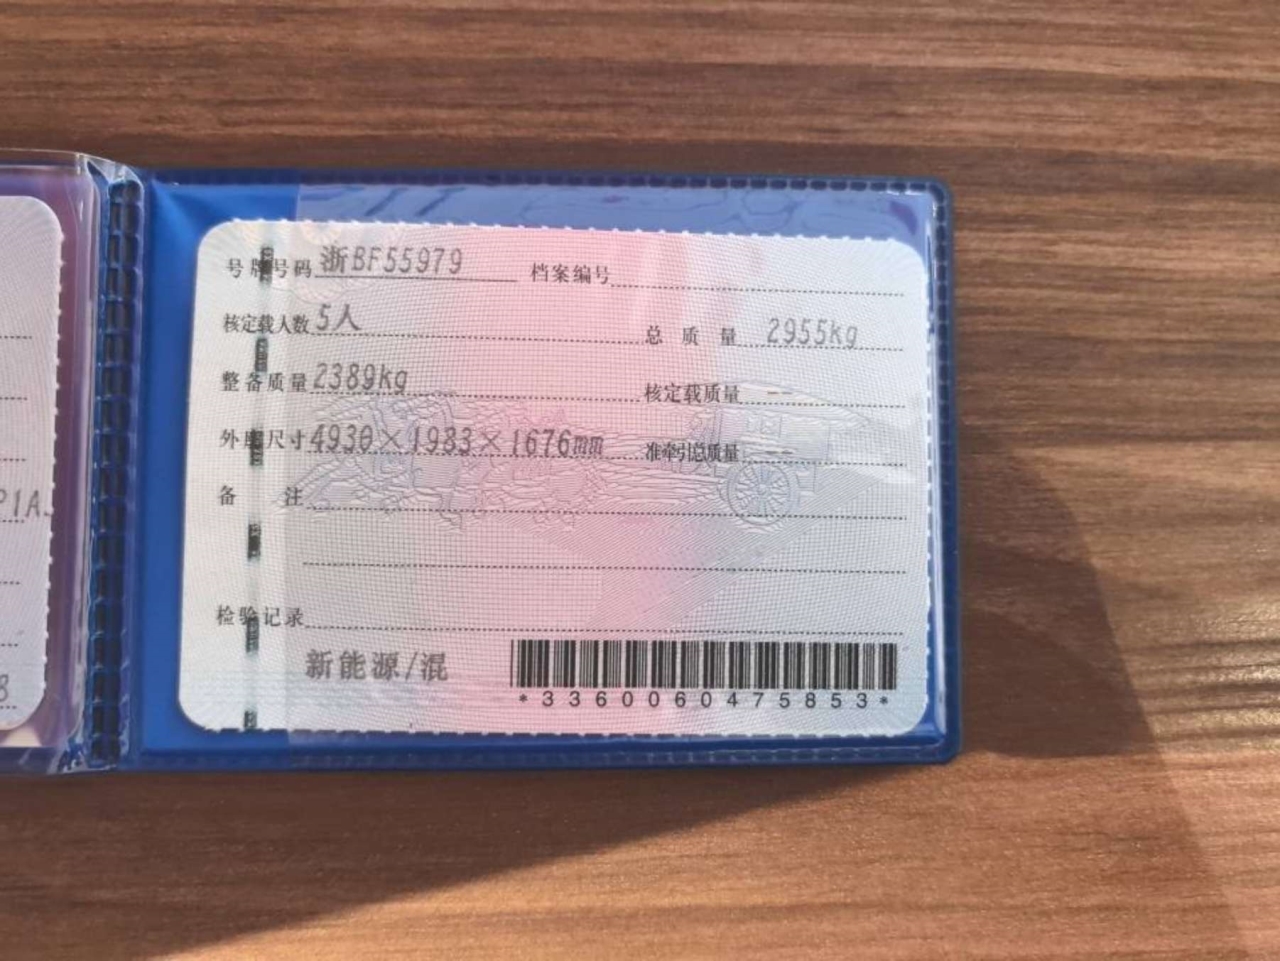 号牌号码 浙BF55979 档案编号
核定载人数 5人 总质量 2955kg
整备质量 2389kg 核定载质量 --
外廓尺寸 4930×1983×1676mm 准牵引总质量 --
备注
检验记录
新能源/混
*3360060475853*
P1A
8